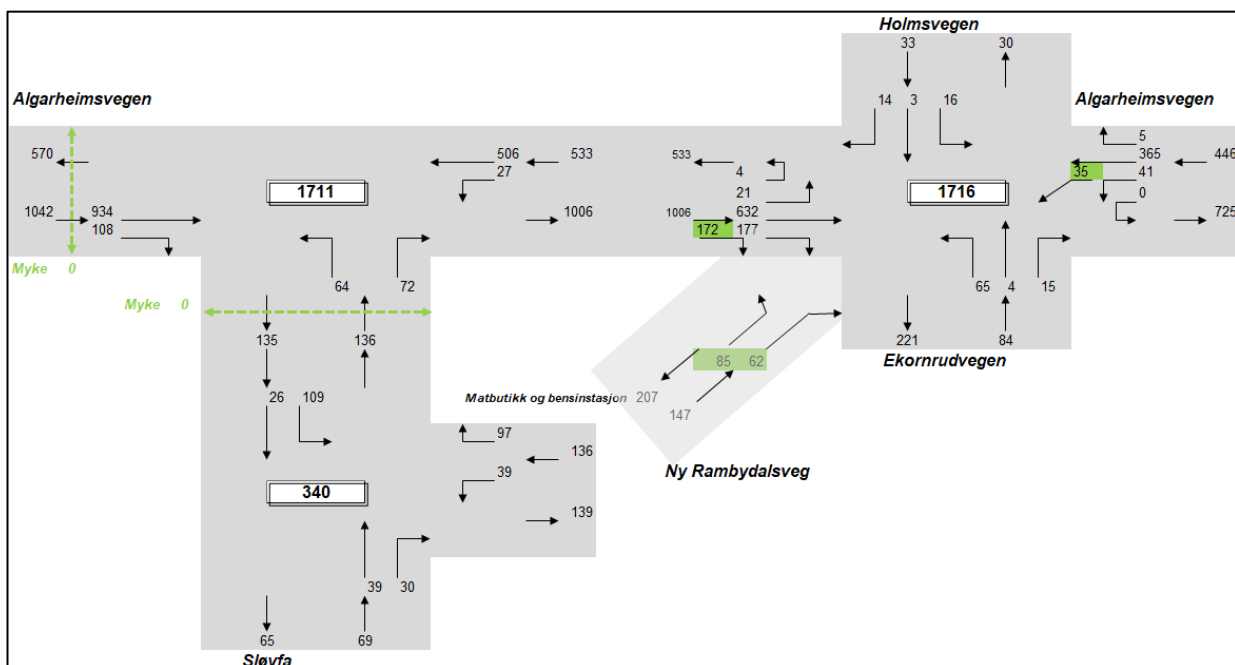 Holmsvegen
33 30
Algarheimsvegen Algarheimsvegen
14 3 16
5
570 506 533 533 365 446
27 4 35 41
1711 21 1716 0
1042 934 1006 1006 632 725
108 172 177
Myke 0
64 72 65 4 15
Myke 0
135 136 221 84
85 62 Ekornrudvegen
26 109 Matbutikk og bensinstasjon 207
147
97
136
39 Ny Rambydalsveg
340
139
39 30
65 69
Sløvfa